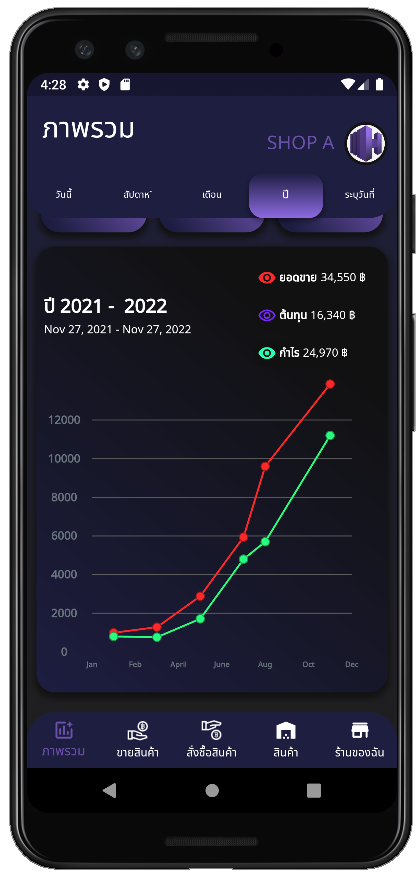 4:28
ภาพรวม
SHOP A
วันนี้ สัปดาห์ เดือน ปี ระบุวันที่
ยอดขาย 34,550 ฿
ปี 2021 - 2022
ต้นทุน 16,340 ฿
Nov 27, 2021 - Nov 27, 2022
กำไร 24,970 ฿
12000
10000
8000
6000
4000
2000
0
Jan Feb April June Aug Oct Dec
ภาพรวม ขายสินค้า สั่งซื้อสินค้า สินค้า ร้านของฉัน